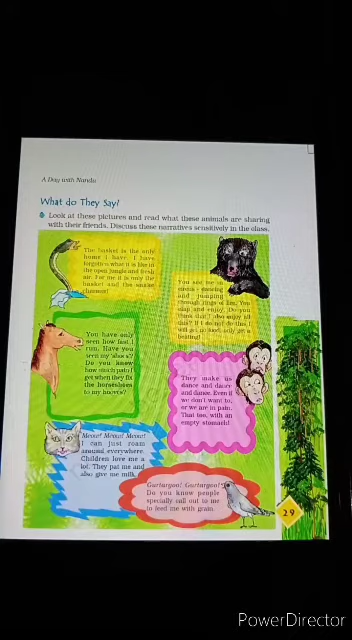 A Day with Nandu
What do They Say?
Look at these pictures and read what these animals are sharing
with their friends. Discuss these narratives sensitively in the class.
The basket is the only
home I have. I have
forgotten what it is like in
the open jungle and fresh
air. For me it is only the
basket and the snake
charmer!
You see me in
circus - dancing
and jumping
through rings of fire. You
clap and enjoy. Do you
think that I also enjoy all
this? If I do not do this, I
will get no food, only get a
beating!
You have only
seen how fast I
run. Have you
seen my shoes?
Do you know
how much pain I
get when they fix
the horseshoes
to my hooves?
They make us
dance and dance
and dance. Even if
we don't want to,
or we are in pain.
That too, with an
empty stomach!
Meow! Meow! Meow!
I can just roam
around everywhere.
Children love me a
lot. They pat me and
also give me milk.
Gurtargoo! Gurtargoo!
Do you know people
specially call out to me
to feed me with grain.
29
PowerDirector